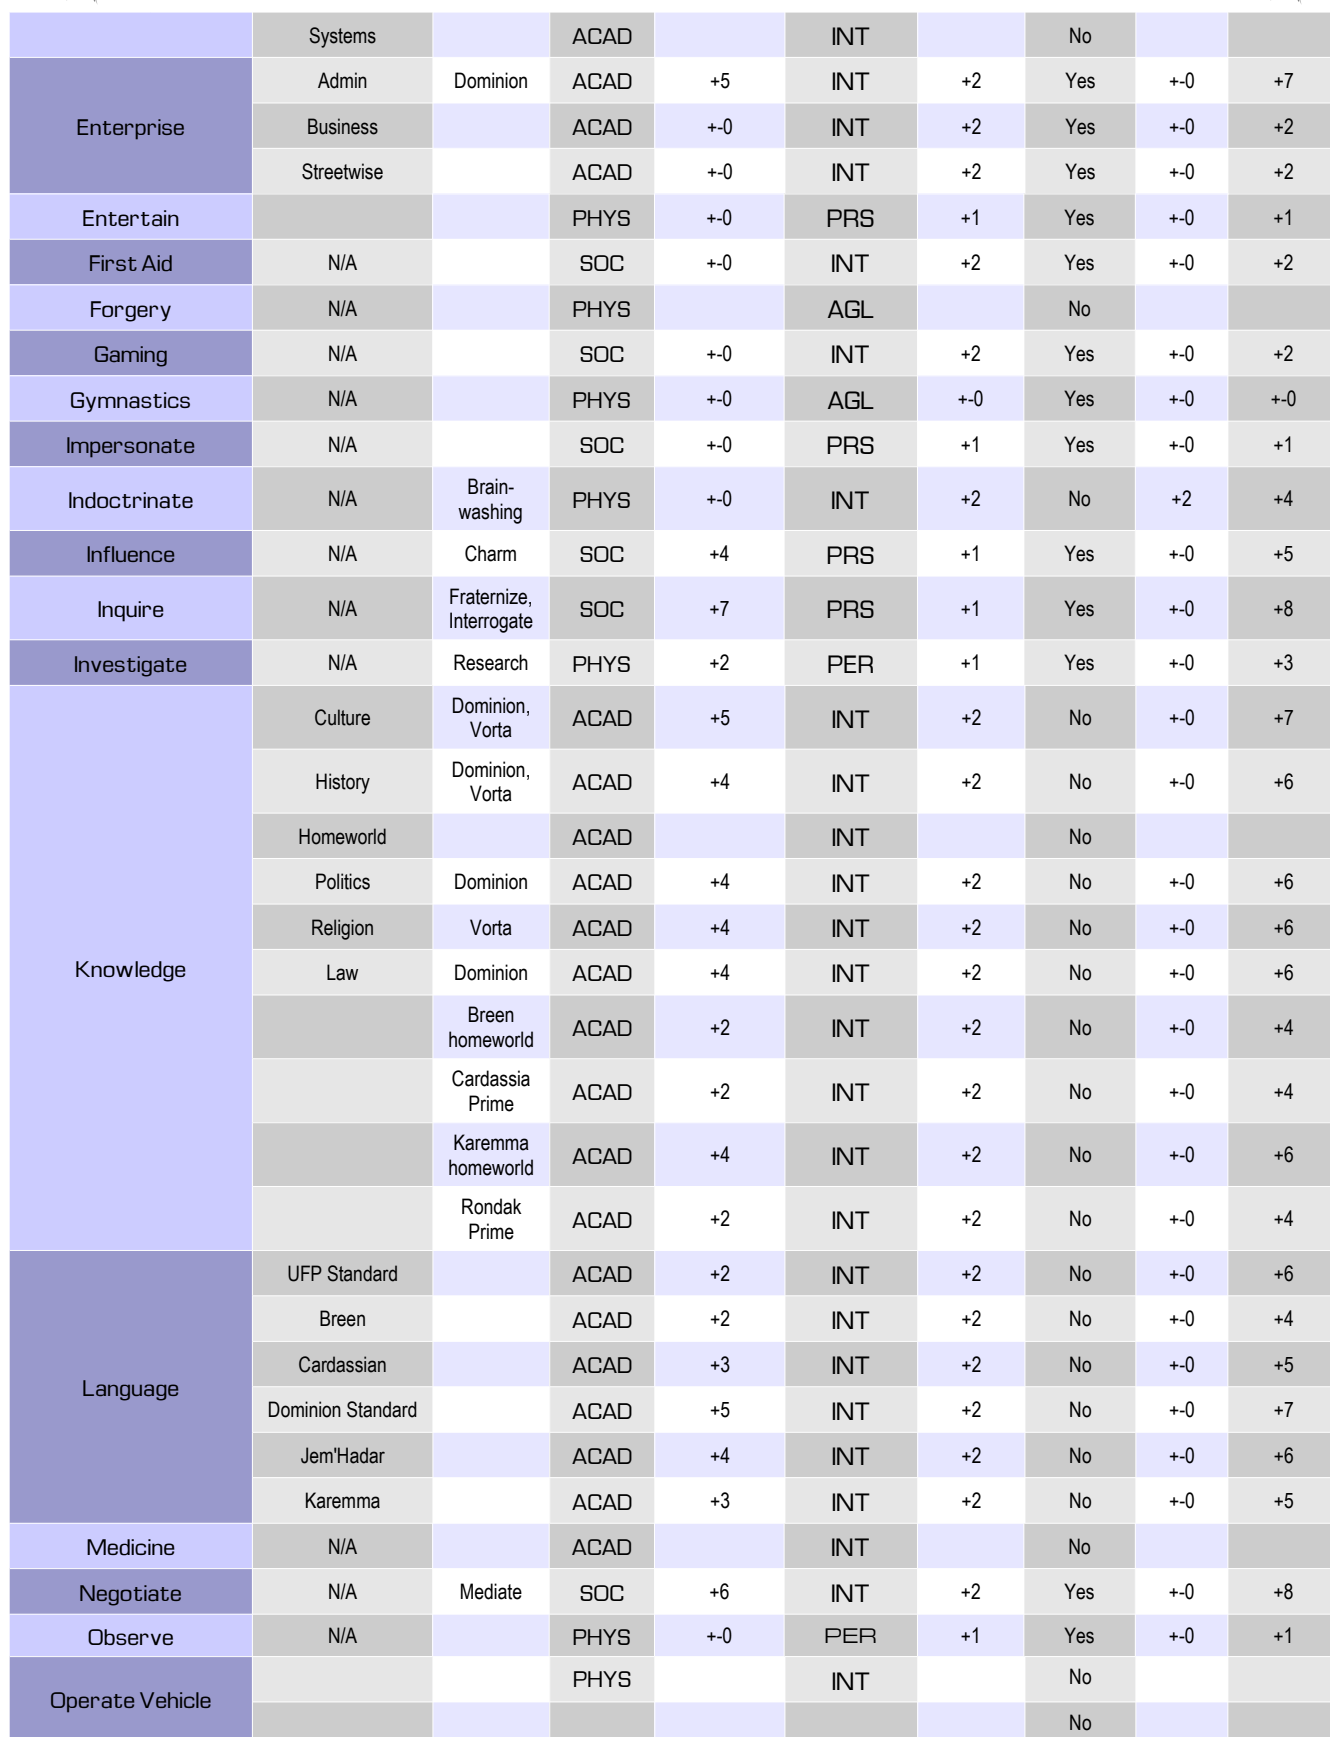 Systems ACAD INT No
Enterprise Admin Dominion ACAD +5 INT +2 Yes +-0 +7
Business ACAD +-0 INT +2 Yes +-0 +2
Streetwise ACAD +-0 INT +2 Yes +-0 +2
Entertain PHYS +-0 PRS +1 Yes +-0 +1
First Aid N/A SOC +-0 INT +2 Yes +-0 +2
Forgery N/A PHYS AGL No
Gaming N/A SOC +-0 INT +2 Yes +-0 +2
Gymnastics N/A PHYS +-0 AGL +-0 Yes +-0 +-0
Impersonate N/A SOC +-0 PRS +1 Yes +-0 +1
Indoctrinate N/A Brain-
washing PHYS +-0 INT +2 No +2 +4
Influence N/A Charm SOC +4 PRS +1 Yes +-0 +5
Inquire N/A Fraternize,
Interrogate SOC +7 PRS +1 Yes +-0 +8
Investigate N/A Research PHYS +2 PER +1 Yes +-0 +3
Knowledge Culture Dominion,
Vorta ACAD +5 INT +2 No +-0 +7
History Dominion,
Vorta ACAD +4 INT +2 No +-0 +6
Homeworld ACAD INT No
Politics Dominion ACAD +4 INT +2 No +-0 +6
Religion Vorta ACAD +4 INT +2 No +-0 +6
Law Dominion ACAD +4 INT +2 No +-0 +6
Breen
homeworld ACAD +2 INT +2 No +-0 +4
Cardassia
Prime ACAD +2 INT +2 No +-0 +4
Karemma
homeworld ACAD +4 INT +2 No +-0 +6
Rondak
Prime ACAD +2 INT +2 No +-0 +4
Language UFP Standard ACAD +2 INT +2 No +-0 +6
Breen ACAD +2 INT +2 No +-0 +4
Cardassian ACAD +3 INT +2 No +-0 +5
Dominion Standard ACAD +5 INT +2 No +-0 +7
Jem'Hadar ACAD +4 INT +2 No +-0 +6
Karemma ACAD +3 INT +2 No +-0 +5
Medicine N/A ACAD INT No
Negotiate N/A Mediate SOC +6 INT +2 Yes +-0 +8
Observe N/A PHYS +-0 PER +1 Yes +-0 +1
Operate Vehicle PHYS INT No
No